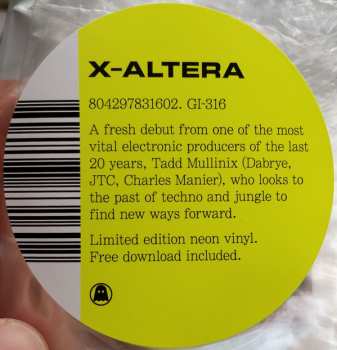 X-ALTERA
804297831602. GI-316
A fresh debut from one of the most
vital electronic producers of the last
20 years, Tadd Mullinix (Dabrye,
JTC, Charles Manier), who looks to
the past of techno and jungle to
find new ways forward.
Limited edition neon vinyl.
Free download included.